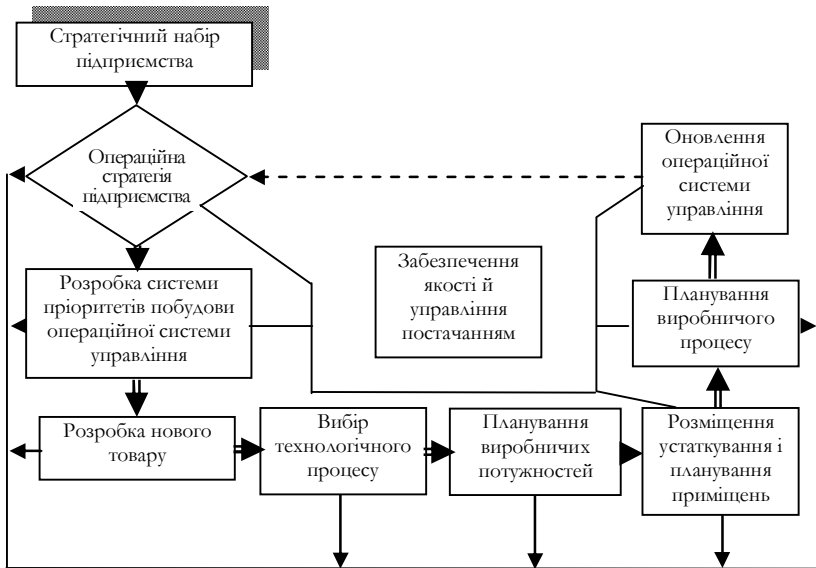 Стратегічний набір
підприємства
Операційна
стратегія
підприємства
Розробка системи
пріоритетів побудови
операційної системи
управління
Розробка нового
товару
Вибір
технологічного
процесу
Планування
виробничих
потужностей
Розміщення
устаткування і
планування
приміщень
Планування
виробничого
процесу
Оновлення
операційної
системи
управління
Забезпечення
якості й
управління
постачанням